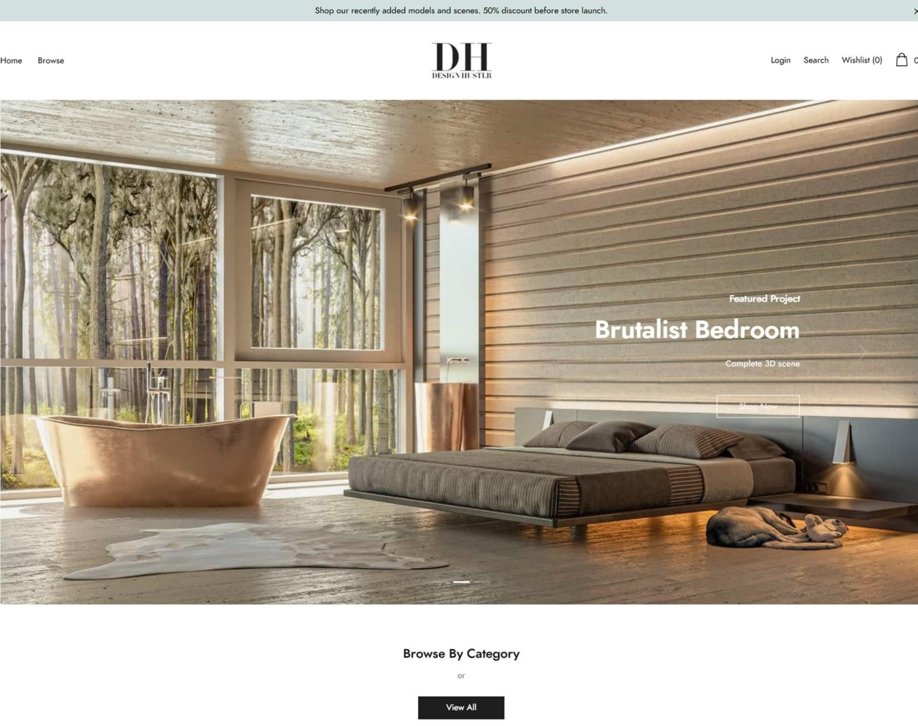 Shop our recently added models and scenes. 50% discount before store launch.
Home Browse
DH
DESIGN HUSTLR
Login Search Wishlist (0) 0
Featured Project
Brutalist Bedroom
Complete 3D scene
Shop Now
Browse By Category
or
View All